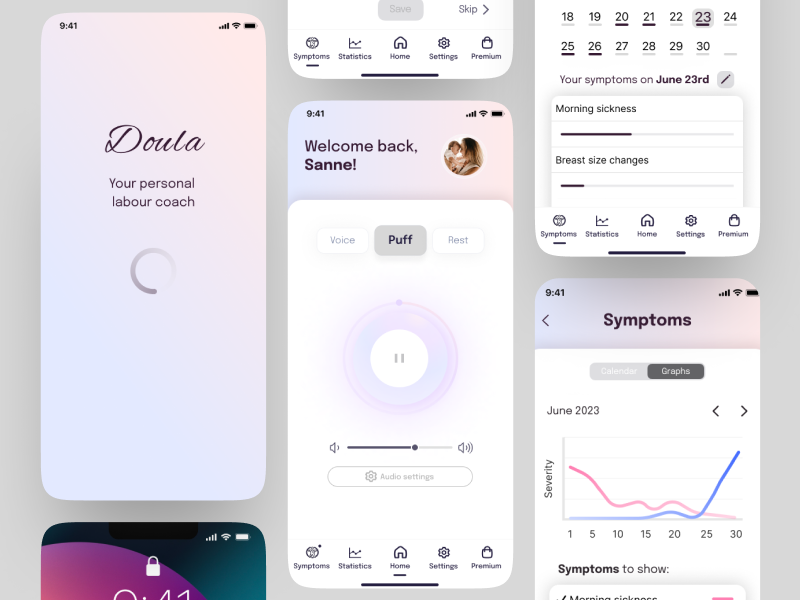 9:41
Doula
Your personal
labour coach
9:41
Save
Skip
Symptoms
Statistics
Home
Settings
Premium
9:41
Welcome back,
Sanne!
Voice
Puff
Rest
Audio settings
Symptoms
Statistics
Home
Settings
Premium
18 19 20 21 22 23 24
25 26 27 28 29 30
Your symptoms on June 23rd
Morning sickness
Breast size changes
Symptoms
Statistics
Home
Settings
Premium
9:41
Symptoms
Calendar
Graphs
June 2023
Severity
1 5 10 15 20 25 30
Symptoms to show:
Morning sickness